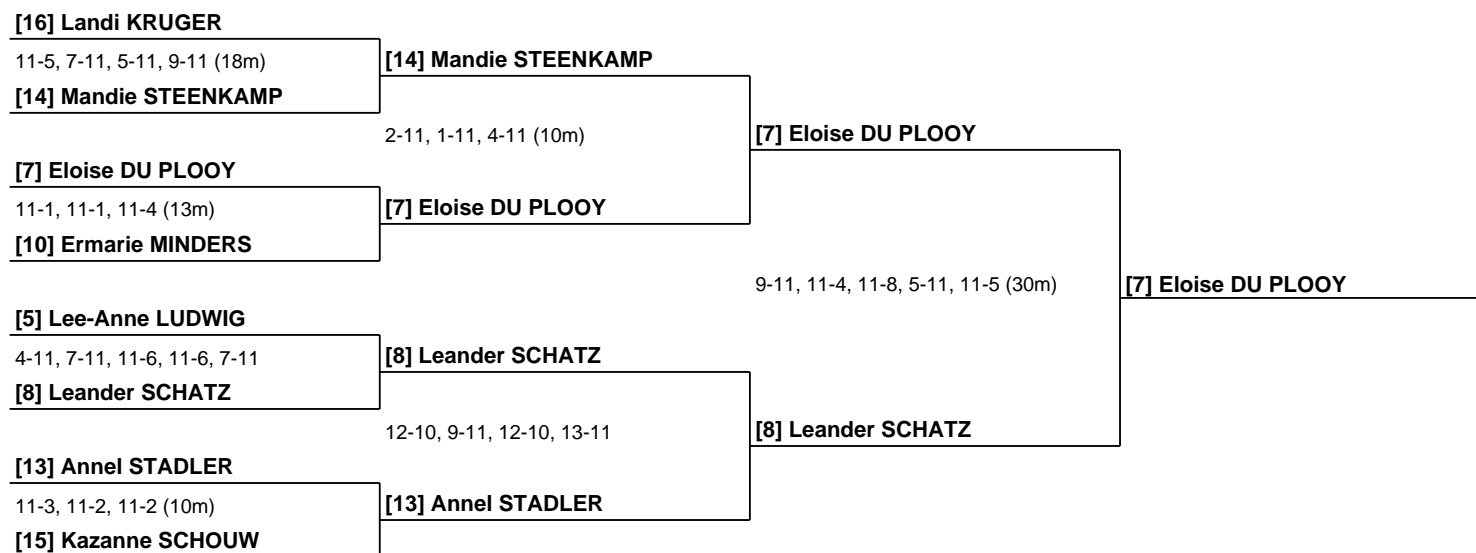 [16] Landi KRUGER
11-5, 7-11, 5-11, 9-11 (18m)
[14] Mandie STEENKAMP
[14] Mandie STEENKAMP
2-11, 1-11, 4-11 (10m)
[7] Eloise DU PLOOY
[7] Eloise DU PLOOY
11-1, 11-1, 11-4 (13m)
[7] Eloise DU PLOOY
[10] Ermarie MINDERS
9-11, 11-4, 11-8, 5-11, 11-5 (30m)
[7] Eloise DU PLOOY
[5] Lee-Anne LUDWIG
4-11, 7-11, 11-6, 11-6, 7-11
[8] Leander SCHATZ
[8] Leander SCHATZ
12-10, 9-11, 12-10, 13-11
[8] Leander SCHATZ
[13] Annel STADLER
11-3, 11-2, 11-2 (10m)
[13] Annel STADLER
[15] Kazanne SCHOUW